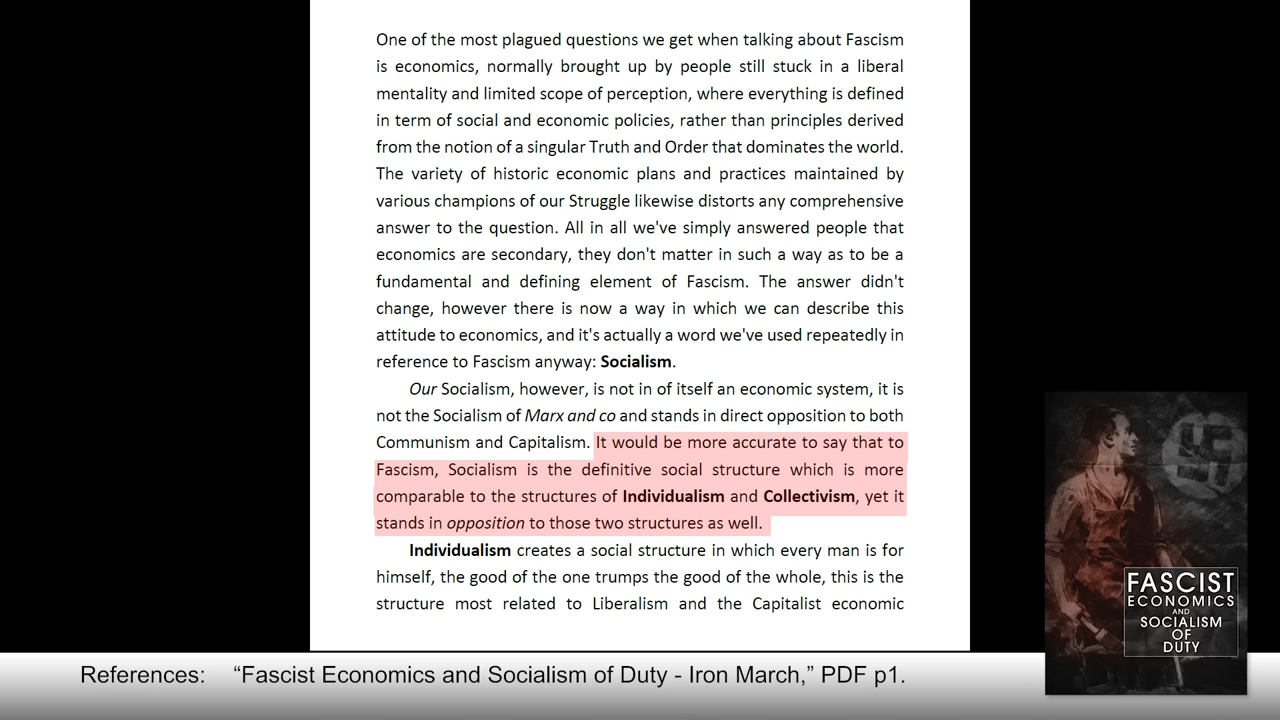 One of the most plagued questions we get when talking about Fascism
is economics, normally brought up by people still stuck in a liberal
mentality and limited scope of perception, where everything is defined
in term of social and economic policies, rather than principles derived
from the notion of a singular Truth and Order that dominates the world.
The variety of historic economic plans and practices maintained by
various champions of our Struggle likewise distorts any comprehensive
answer to the question. All in all we've simply answered people that
economics are secondary, they don't matter in such a way as to be a
fundamental and defining element of Fascism. The answer didn't
change, however there is now a way in which we can describe this
attitude to economics, and it's actually a word we've used repeatedly in
reference to Fascism anyway: Socialism.
Our Socialism, however, is not in of itself an economic system, it is
not the Socialism of Marx and co and stands in direct opposition to both
Communism and Capitalism. It would be more accurate to say that to
Fascism, Socialism is the definitive social structure which is more
comparable to the structures of Individualism and Collectivism, yet it
stands in opposition to those two structures as well.
Individualism creates a social structure in which every man is for
himself, the good of the one trumps the good of the whole, this is the
structure most related to Liberalism and the Capitalist economic
FASCIST
ECONOMICS
AND
SOCIALISM
OF
DUTY
References: “Fascist Economics and Socialism of Duty - Iron March,” PDF p1.